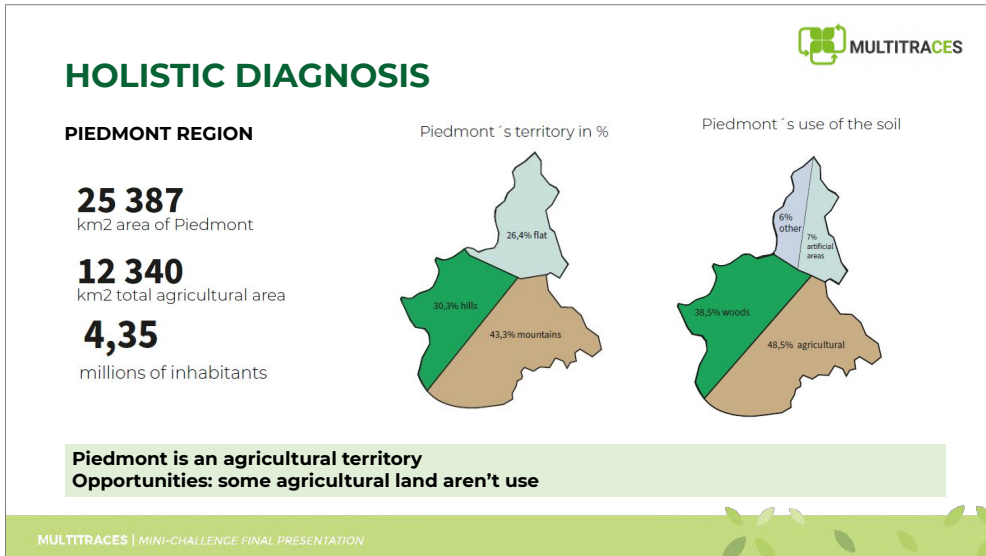 MULTITRACES
HOLISTIC DIAGNOSIS
PIEDMONT REGION
25 387
km2 area of Piedmont
12 340
km2 total agricultural area
4,35
millions of inhabitants
Piedmont´s territory in %
26,4% flat
30,3% hills
43,3% mountains
Piedmont´s use of the soil
6%
other
7%
artificial
areas
38,5% woods
48,5% agricultural
Piedmont is an agricultural territory
Opportunities: some agricultural land aren’t use
MULTITRACES | MINI-CHALLENGE FINAL PRESENTATION